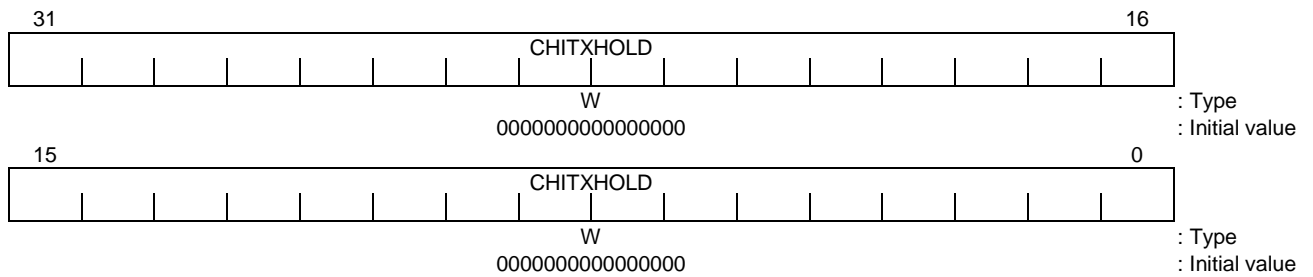 31 16
CHITXHOLD
W : Type
0000000000000000 : Initial value
15 0
CHITXHOLD
W : Type
0000000000000000 : Initial value